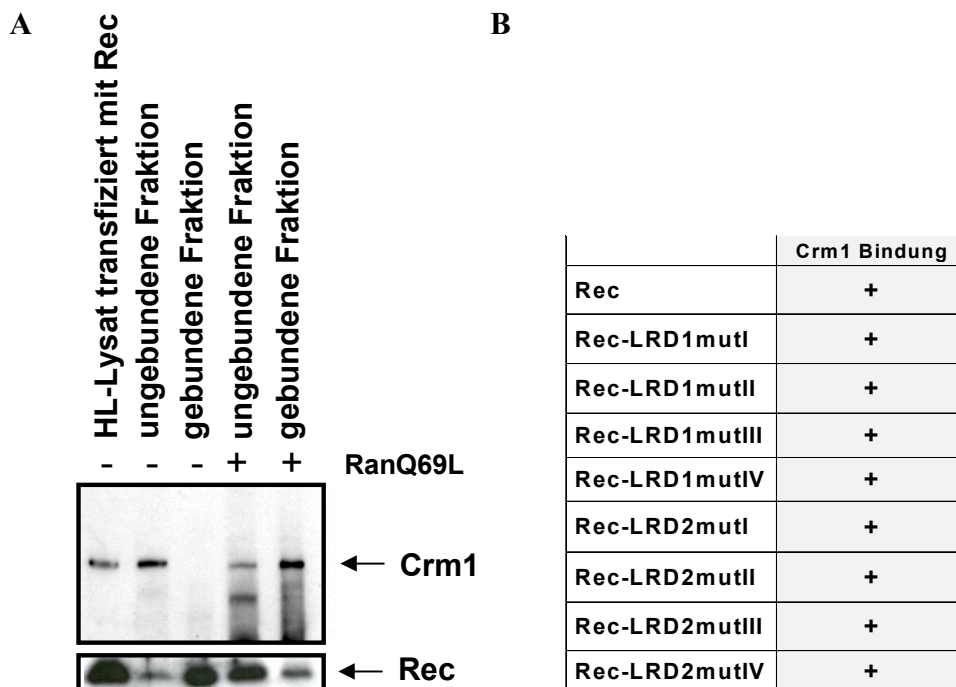 A
B
HL-Lysat transfiziert mit Rec
ungebundene Fraktion
gebundene Fraktion
ungebundene Fraktion
gebundene Fraktion
- - - + + RanQ69L
Crm1
Rec
Crm1 Bindung
Rec +
Rec-LRD1mutI +
Rec-LRD1mutII +
Rec-LRD1mutIII +
Rec-LRD1mutIV +
Rec-LRD2mutI +
Rec-LRD2mutII +
Rec-LRD2mutIII +
Rec-LRD2mutIV +